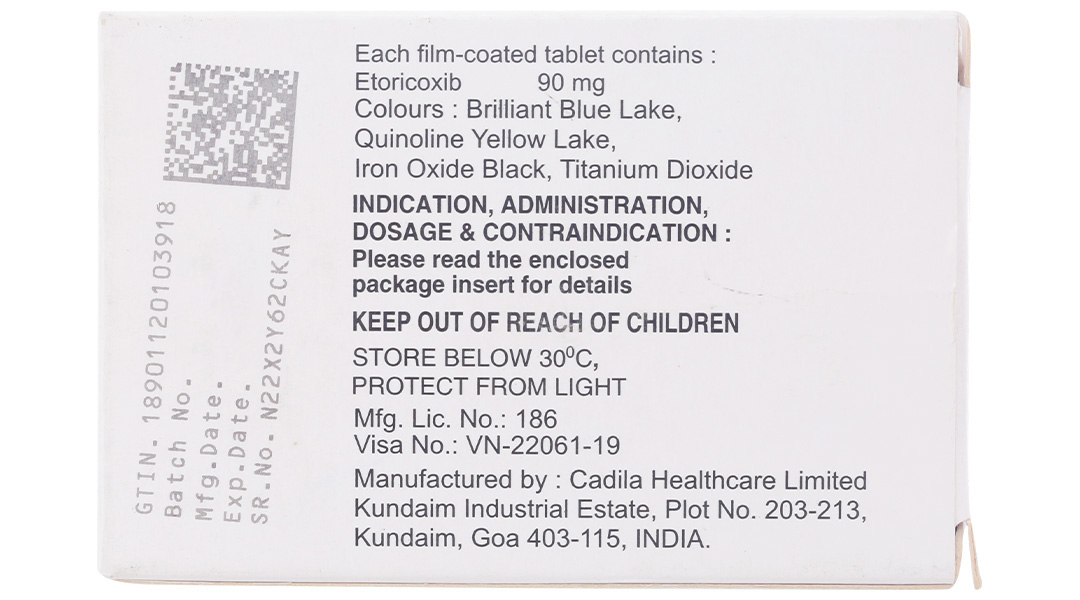 Each film-coated tablet contains :
Etoricoxib 90 mg
Colours : Brilliant Blue Lake,
Quinoline Yellow Lake,
Iron Oxide Black, Titanium Dioxide
INDICATION, ADMINISTRATION,
DOSAGE & CONTRAINDICATION :
Please read the enclosed
package insert for details
KEEP OUT OF REACH OF CHILDREN
STORE BELOW 30⁰C,
PROTECT FROM LIGHT
Mfg. Lic. No.: 186
Visa No.: VN-22061-19
Manufactured by : Cadila Healthcare Limited
Kundaim Industrial Estate, Plot No. 203-213,
Kundaim, Goa 403-115, INDIA.
GTIN. 18901120103918
Batch No.
Mfg.Date.
Exp.Date.
SR.No. N22X2Y62CKAY